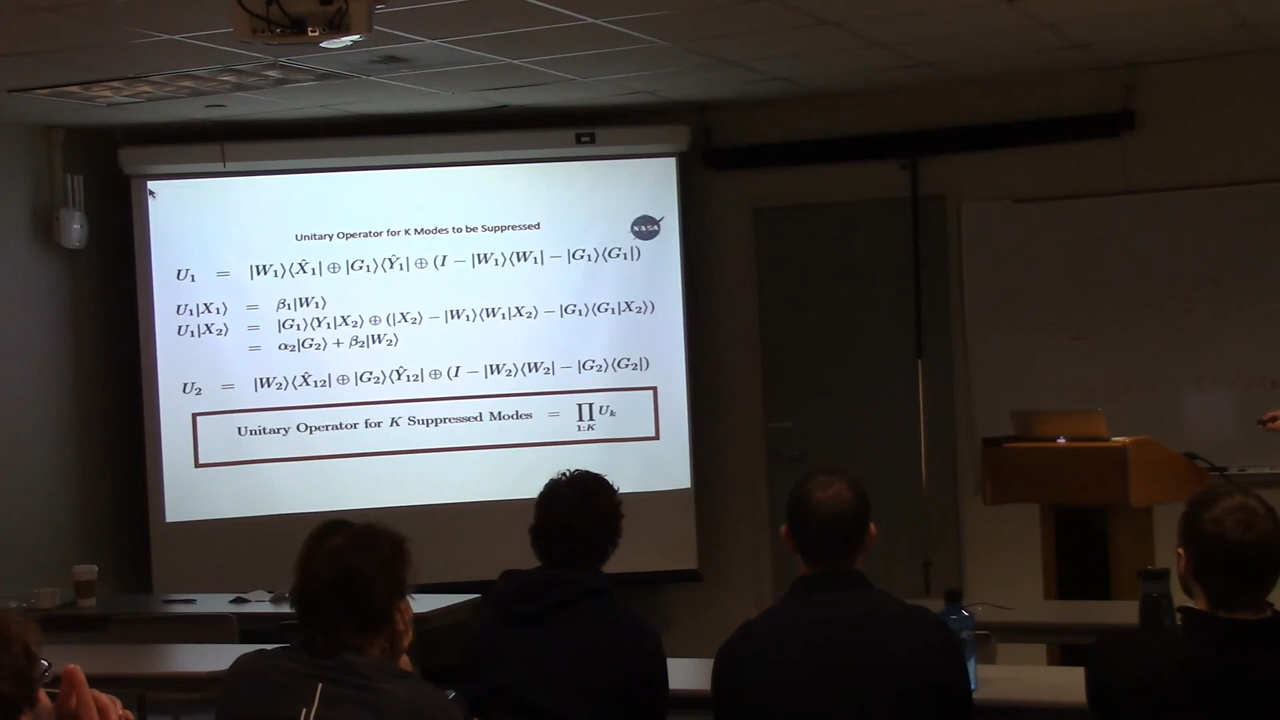 Unitary Operator for K Modes to be Suppressed
NASA
U₁ = |W₁⟩⟨X̂₁| ⊕ |G₁⟩⟨Ŷ₁| ⊕ (I − |W₁⟩⟨W₁| − |G₁⟩⟨G₁|)
U₁|X₁⟩ = β₁|W₁⟩
U₁|X₂⟩ = |G₁⟩⟨Y₁|X₂⟩ ⊕ (|X₂⟩ − |W₁⟩⟨W₁|X₂⟩ − |G₁⟩⟨G₁|X₂⟩)
= α₂|G₂⟩ + β₂|W₂⟩
U₂ = |W₂⟩⟨X̂₁₂| ⊕ |G₂⟩⟨Ŷ₁₂| ⊕ (I − |W₂⟩⟨W₂| − |G₂⟩⟨G₂|)
Unitary Operator for K Suppressed Modes = ∏ Uₖ
1:K